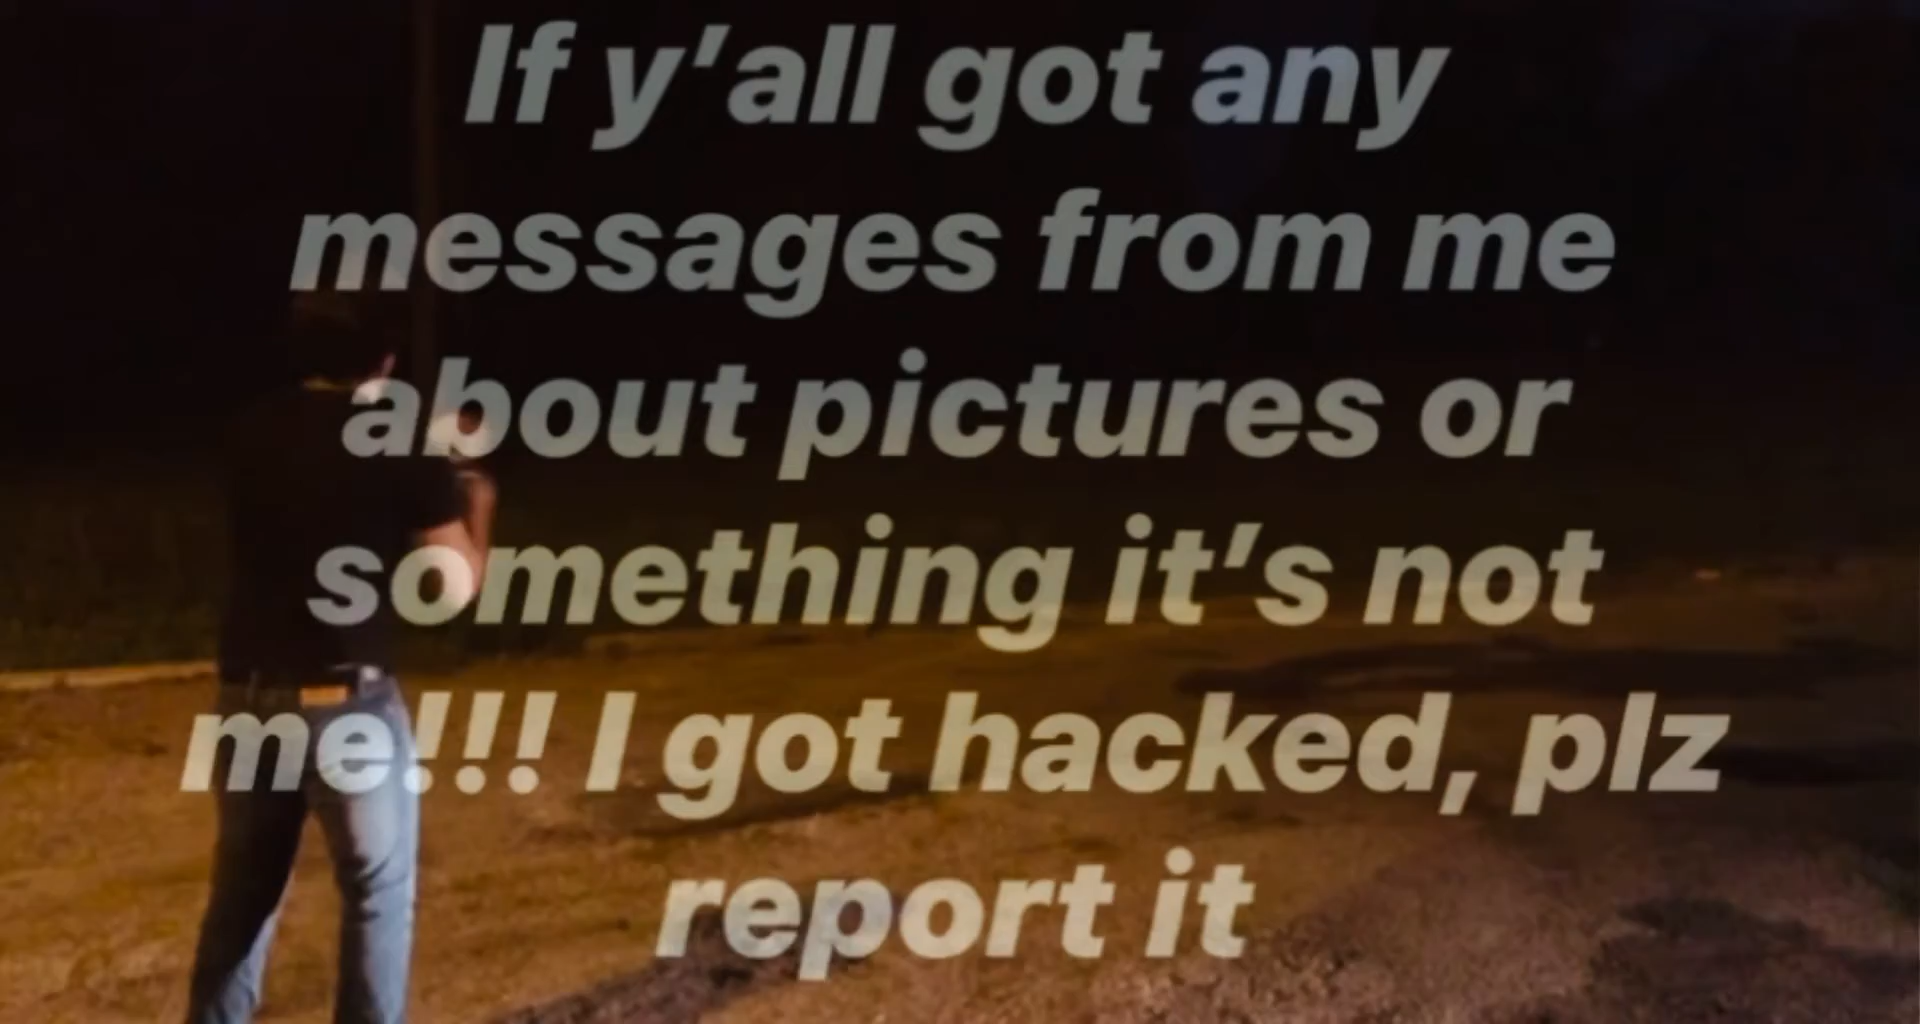 If y’all got any
messages from me
about pictures or
something it’s not
me!!! I got hacked, plz
report it